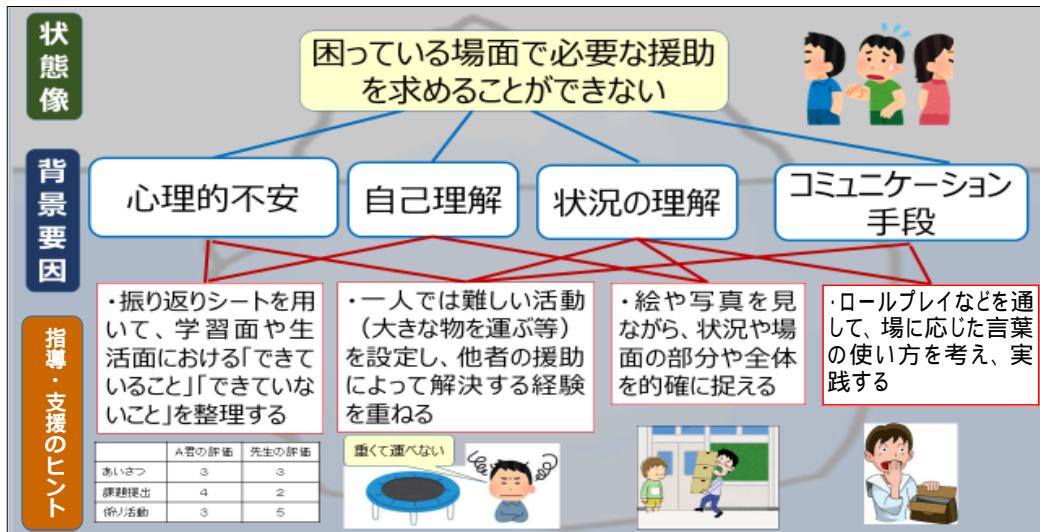 状態像
困っている場面で必要な援助
を求めることができない
背景要因
心理的不安
自己理解
状況の理解
コミュニケーション
手段
指導・支援のヒント
・振り返りシートを用
いて、学習面や生
活面における「できて
いること」「できていな
いこと」を整理する
・一人では難しい活動
（大きな物を運ぶ等）
を設定し、他者の援助
によって解決する経験
を重ねる
・絵や写真を見
ながら、状況や場
面の部分や全体
を的確に捉える
・ロールプレイなどを通
して、場に応じた言葉
の使い方を考え、実
践する
A君の評価 先生の評価
あいさつ 3 3
課題提出 4 2
係り活動 3 5
重くて運べない